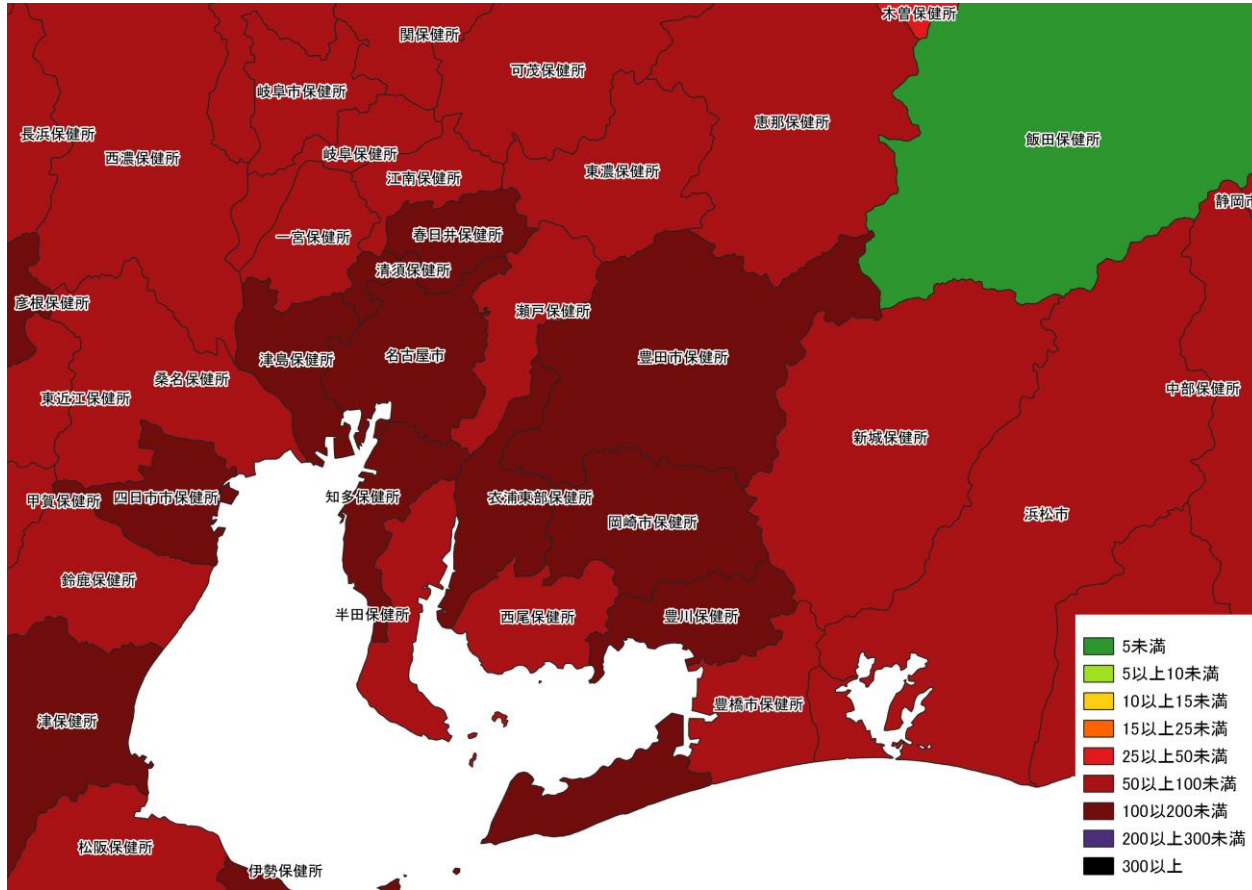 木曽保健所
関保健所
可茂保健所
岐阜市保健所
恵那保健所
長浜保健所
飯田保健所
西濃保健所
岐阜保健所
東濃保健所
江南保健所
静岡市
一宮保健所
春日井保健所
清須保健所
彦根保健所
瀬戸保健所
津島保健所
名古屋市
豊田市保健所
桑名保健所
中部保健所
東近江保健所
新城保健所
甲賀保健所
四日市市保健所
知多保健所
衣浦東部保健所
浜松市
岡崎市保健所
鈴鹿保健所
半田保健所
西尾保健所
豊川保健所
津保健所
豊橋市保健所
松阪保健所
伊勢保健所
5未満
5以上10未満
10以上15未満
15以上25未満
25以上50未満
50以上100未満
100以200未満
200以上300未満
300以上